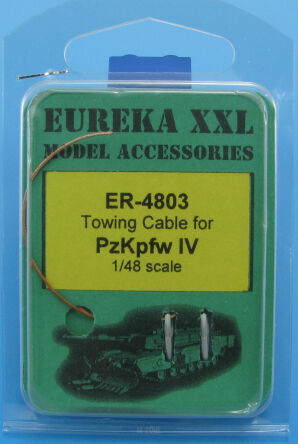 EUREKA XXL
MODEL ACCESSORIES
ER-4803
Towing Cable for
PzKpfw IV
1/48 scale